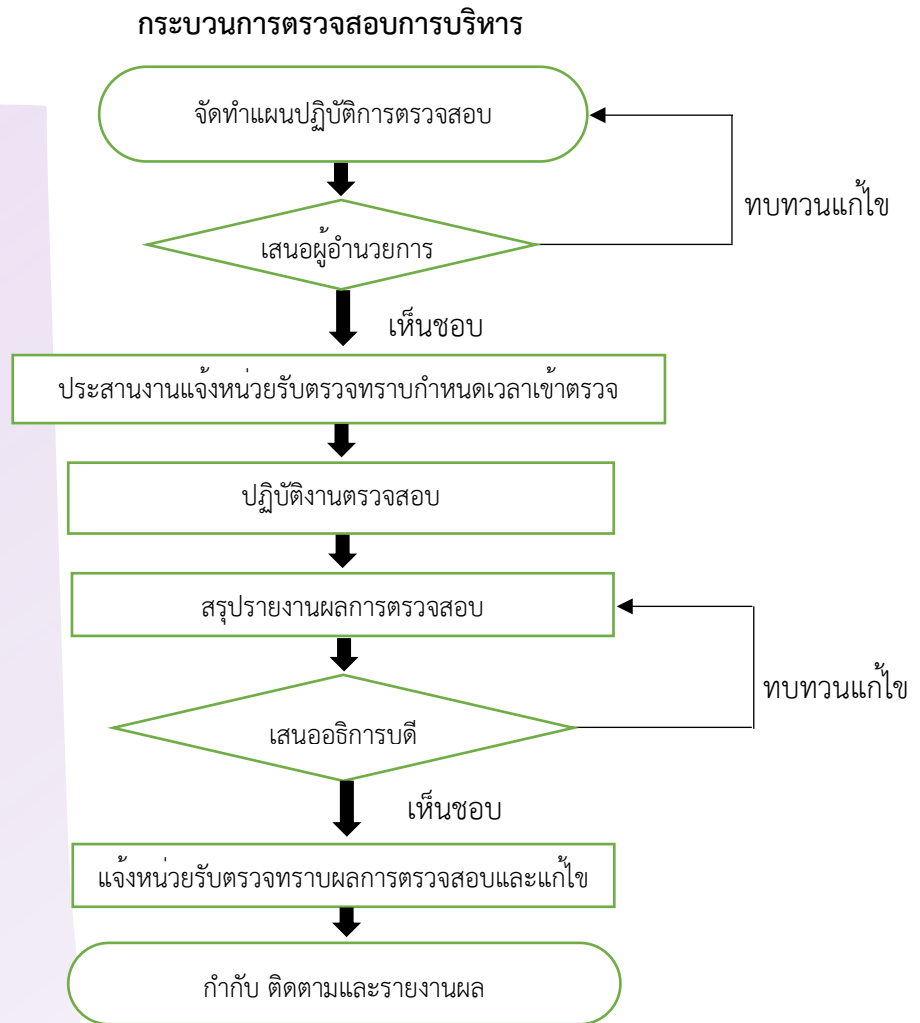 กระบวนการตรวจสอบการบริหาร
จัดทำแผนปฏิบัติการตรวจสอบ
ทบทวนแก้ไข
เสนอผู้อำนวยการ
เห็นชอบ
ประสานงานแจ้งหน่วยรับตรวจทราบกำหนดเวลาเข้าตรวจ
ปฏิบัติงานตรวจสอบ
สรุปรายงานผลการตรวจสอบ
ทบทวนแก้ไข
เสนออธิการบดี
เห็นชอบ
แจ้งหน่วยรับตรวจทราบผลการตรวจสอบและแก้ไข
กำกับ ติดตามและรายงานผล